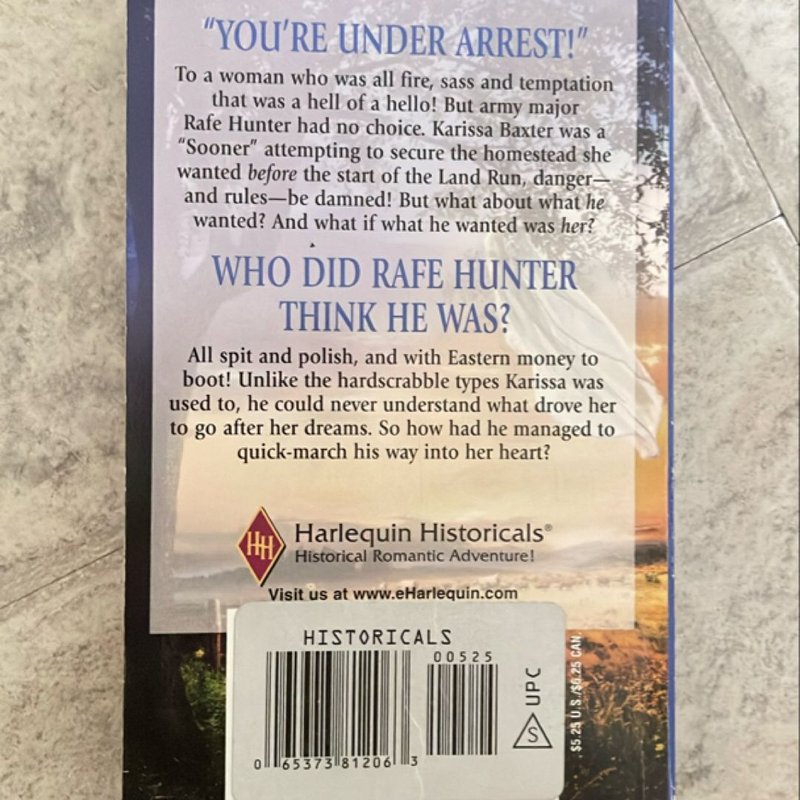 "YOU'RE UNDER ARREST!"
To a woman who was all fire, sass and temptation
that was a hell of a hello! But army major
Rafe Hunter had no choice. Karissa Baxter was a
"Sooner" attempting to secure the homestead she
wanted before the start of the Land Run, danger—
and rules—be damned! But what about what he
wanted? And what if what he wanted was her?
WHO DID RAFE HUNTER
THINK HE WAS?
All spit and polish, and with Eastern money to
boot! Unlike the hardscrabble types Karissa was
used to, he could never understand what drove her
to go after her dreams. So how had he managed to
quick-march his way into her heart?
HH
Harlequin Historicals®
Historical Romantic Adventure!
Visit us at www.eHarlequin.com
HISTORICALS
00525
0 65373 81206 3
S UPC
$5.25 U.S./$6.25 CAN.